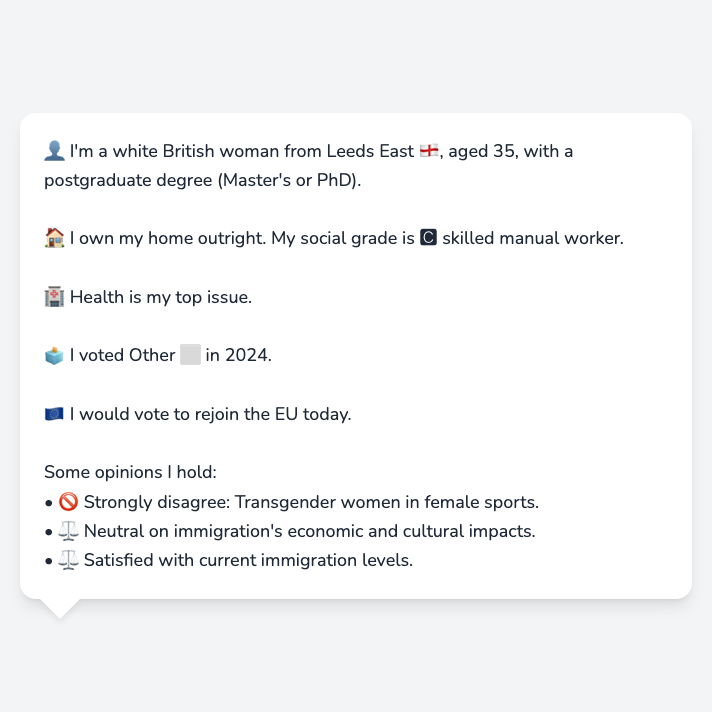 👤 I'm a white British woman from Leeds East 🏴󠁧󠁢󠁥󠁮󠁧󠁿, aged 35, with a
postgraduate degree (Master's or PhD).
🏠 I own my home outright. My social grade is 🅲 skilled manual worker.
🏥 Health is my top issue.
🗳️ I voted Other ⬜ in 2024.
🇪🇺 I would vote to rejoin the EU today.
Some opinions I hold:
• 🚫 Strongly disagree: Transgender women in female sports.
• ⚖️ Neutral on immigration's economic and cultural impacts.
• ⚖️ Satisfied with current immigration levels.